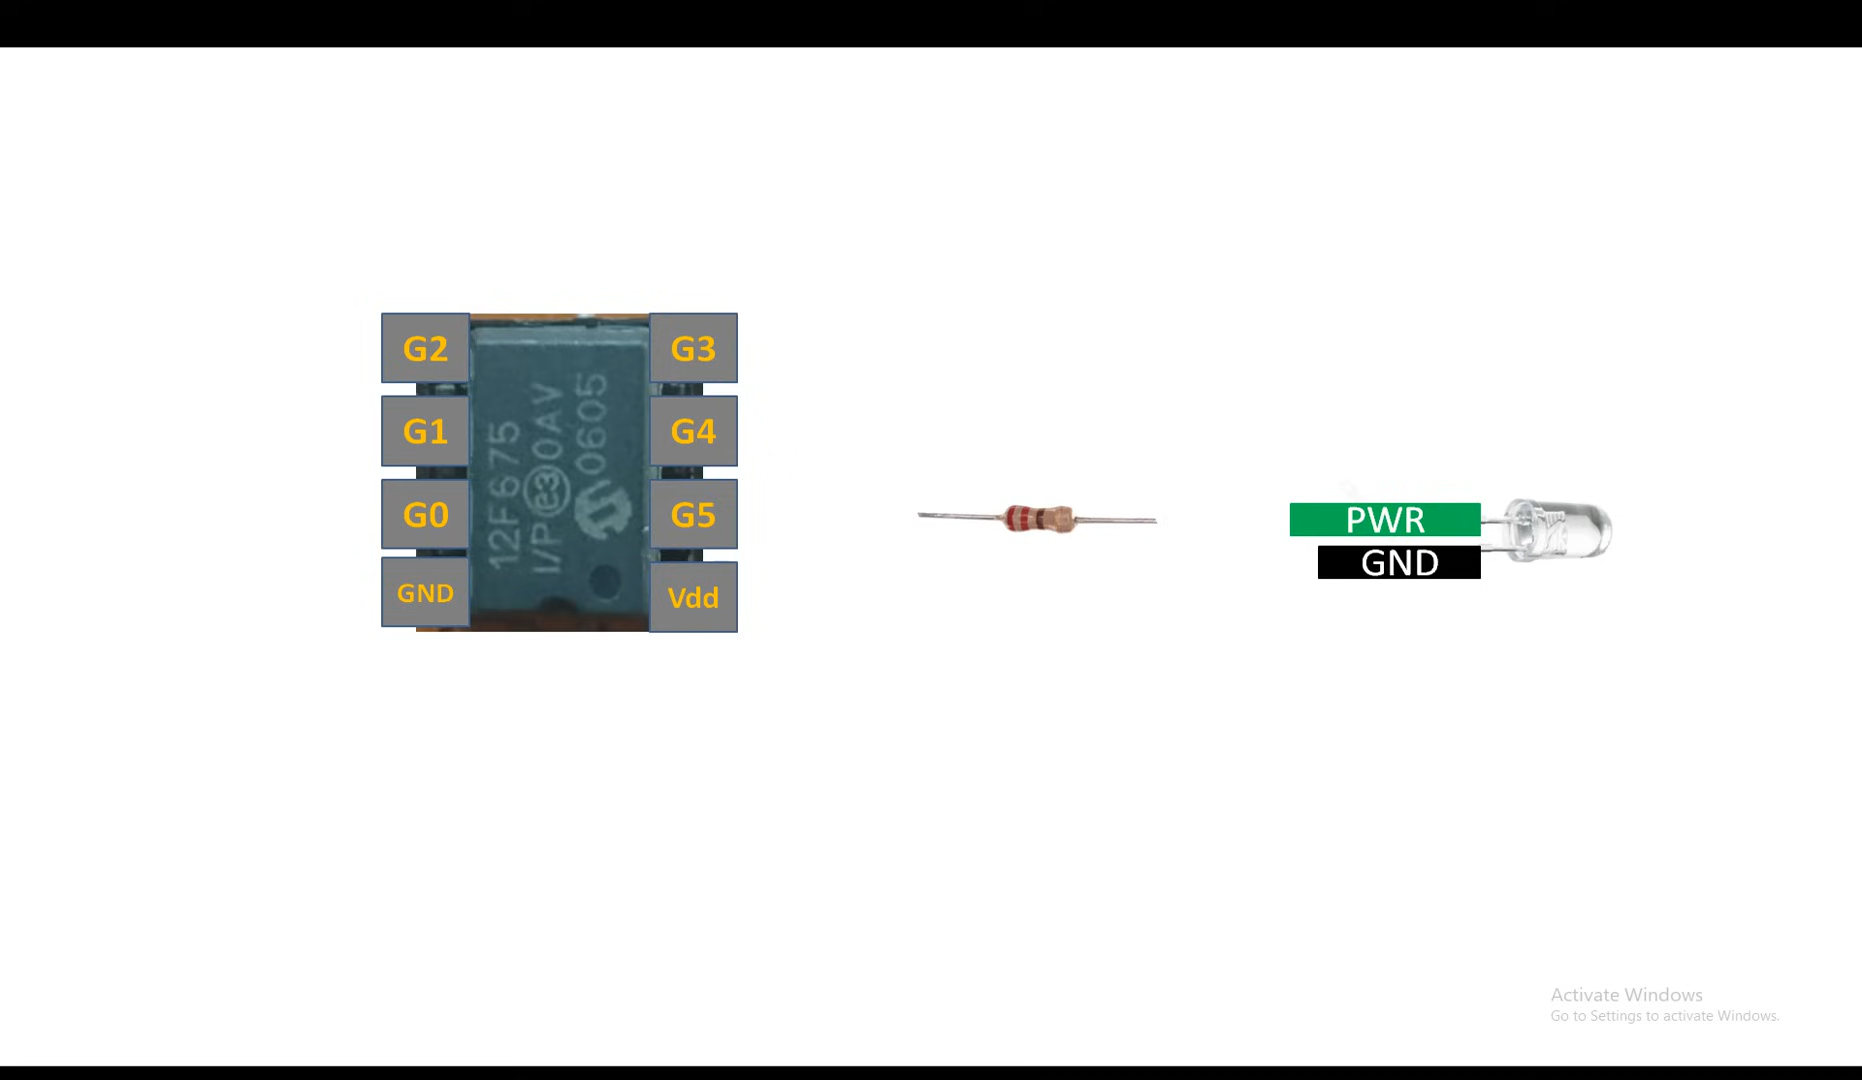 G2
G3
G1
G4
G0
G5
GND
Vdd
12F675
I/P e3 0AV
0605
PWR
GND
Activate Windows
Go to Settings to activate Windows.